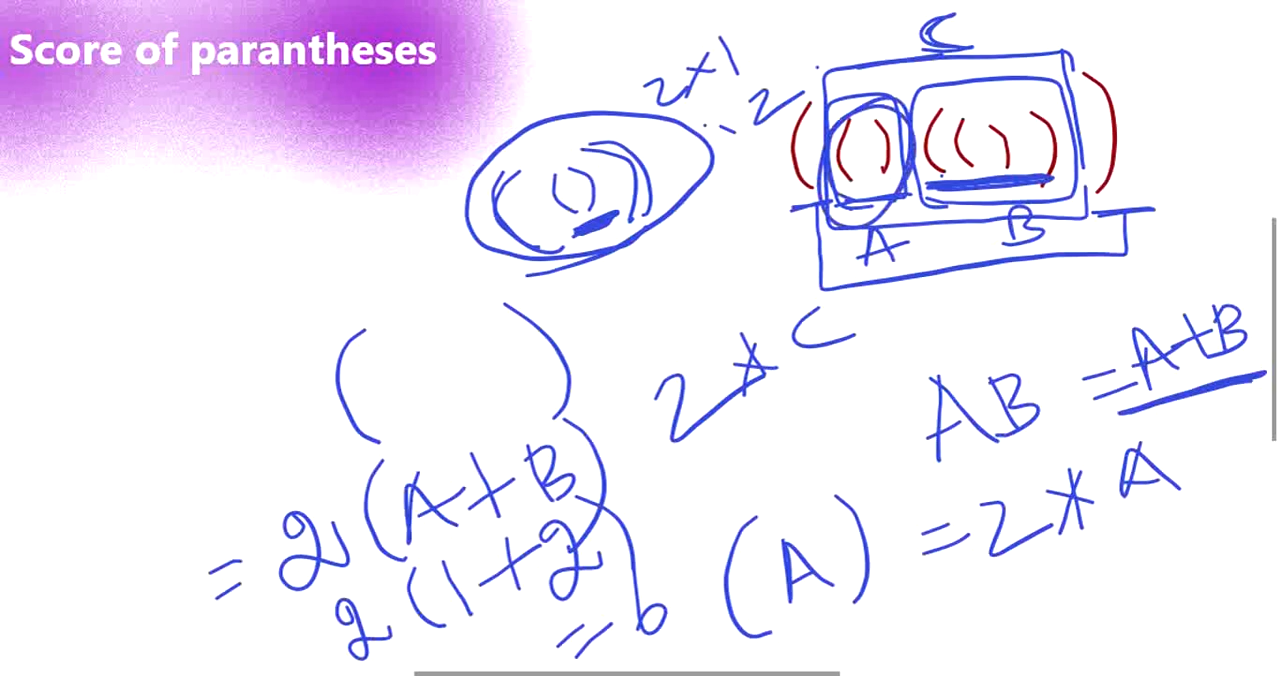 Score of parantheses
C
2*1 = 2
( ( ) ( ( ) ) )
A B
( ( ) )
( )
2 * C
AB = A+B
= 2 (A+B)
(A) = 2 * A
2 (1+2) = 6